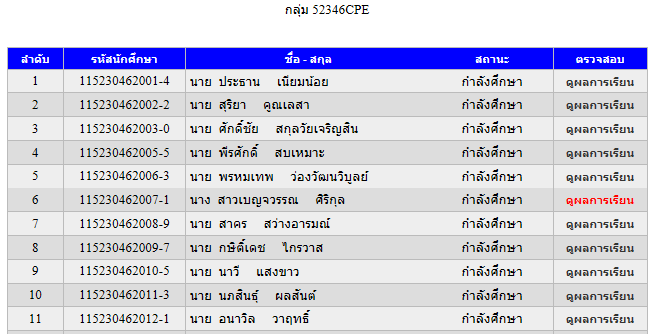 กลุ่ม 52346CPE
ลำดับ รหัสนักศึกษา ชื่อ - สกุล สถานะ ตรวจสอบ
1 115230462001-4 นาย ประธาน เนียมน้อย กำลังศึกษา ดูผลการเรียน
2 115230462002-2 นาย สุริยา คูณเลสา กำลังศึกษา ดูผลการเรียน
3 115230462003-0 นาย ศักดิ์ชัย สกุลวัยเจริญสิน กำลังศึกษา ดูผลการเรียน
4 115230462005-5 นาย พีรศักดิ์ สบเหมาะ กำลังศึกษา ดูผลการเรียน
5 115230462006-3 นาย พรหมเทพ ว่องวัฒนวิบูลย์ กำลังศึกษา ดูผลการเรียน
6 115230462007-1 นาง สาวเบญจวรรณ ศิริกุล กำลังศึกษา ดูผลการเรียน
7 115230462008-9 นาย สาคร สว่างอารมณ์ กำลังศึกษา ดูผลการเรียน
8 115230462009-7 นาย กษิดิ์เดช ไกรวาส กำลังศึกษา ดูผลการเรียน
9 115230462010-5 นาย นาวี แสงขาว กำลังศึกษา ดูผลการเรียน
10 115230462011-3 นาย นภสินธุ์ ผลสันต์ กำลังศึกษา ดูผลการเรียน
11 115230462012-1 นาย อนาวิล วาฤทธิ์ กำลังศึกษา ดูผลการเรียน